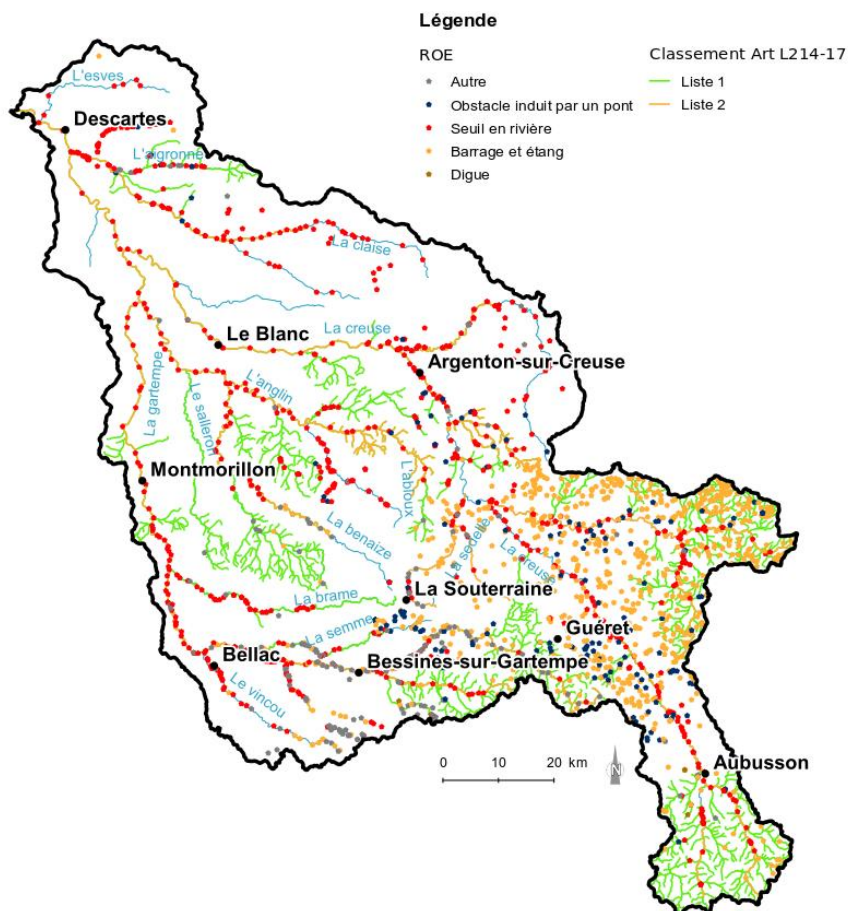 Légende
ROE
Classement Art L214-17
Autre
Liste 1
Obstacle induit par un pont
Liste 2
Seuil en rivière
Barrage et étang
Digue
L'esves
Descartes
L'aigronne
La claise
La creuse
Le Blanc
Argenton-sur-Creuse
La gartempe
Le salleron
L'anglin
Montmorillon
L'abloux
La benaize
La sedelle
La creuse
La brame
La Souterraine
La semme
Guéret
Bellac
Bessines-sur-Gartempe
Le vincou
0 10 20 km
N
Aubusson